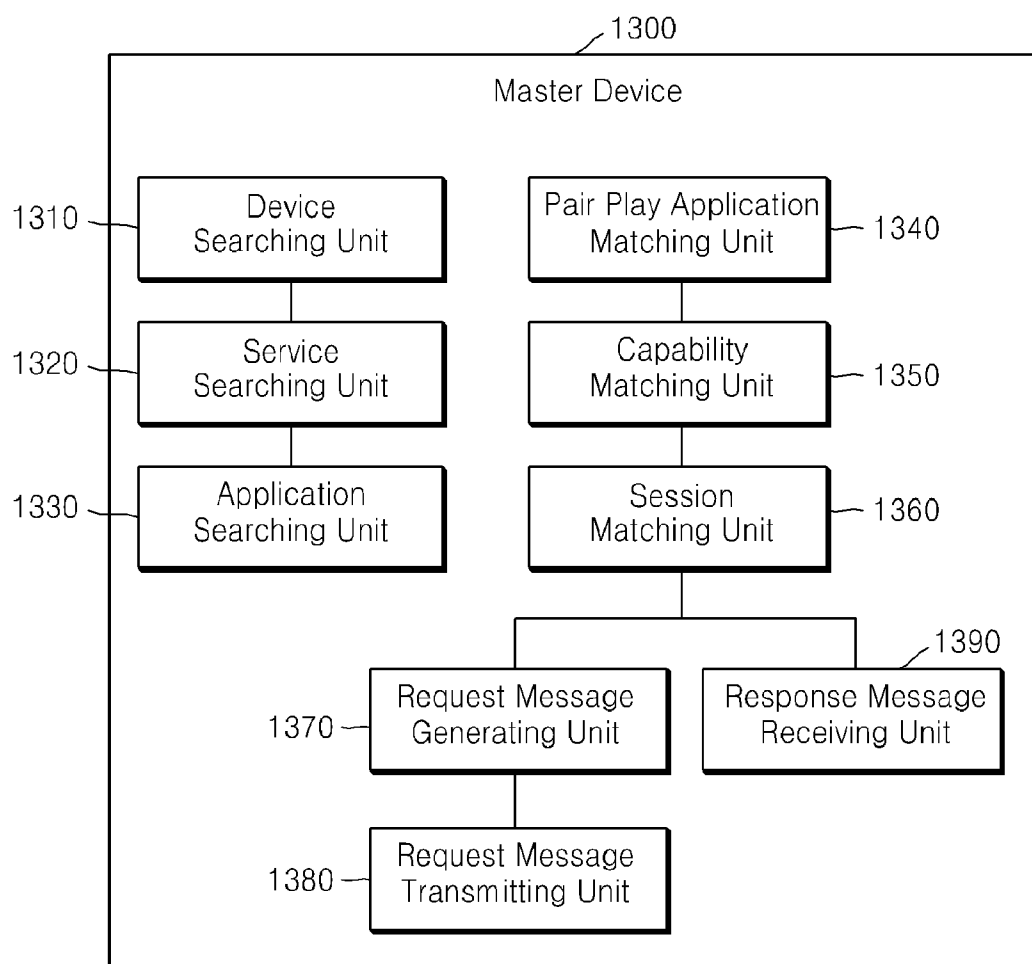 1300
Master Device
1310
Device
Searching Unit
Pair Play Application
Matching Unit
1340
1320
Service
Searching Unit
Capability
Matching Unit
1350
1330
Application
Searching Unit
Session
Matching Unit
1360
1390
1370
Request Message
Generating Unit
Response Message
Receiving Unit
1380
Request Message
Transmitting Unit